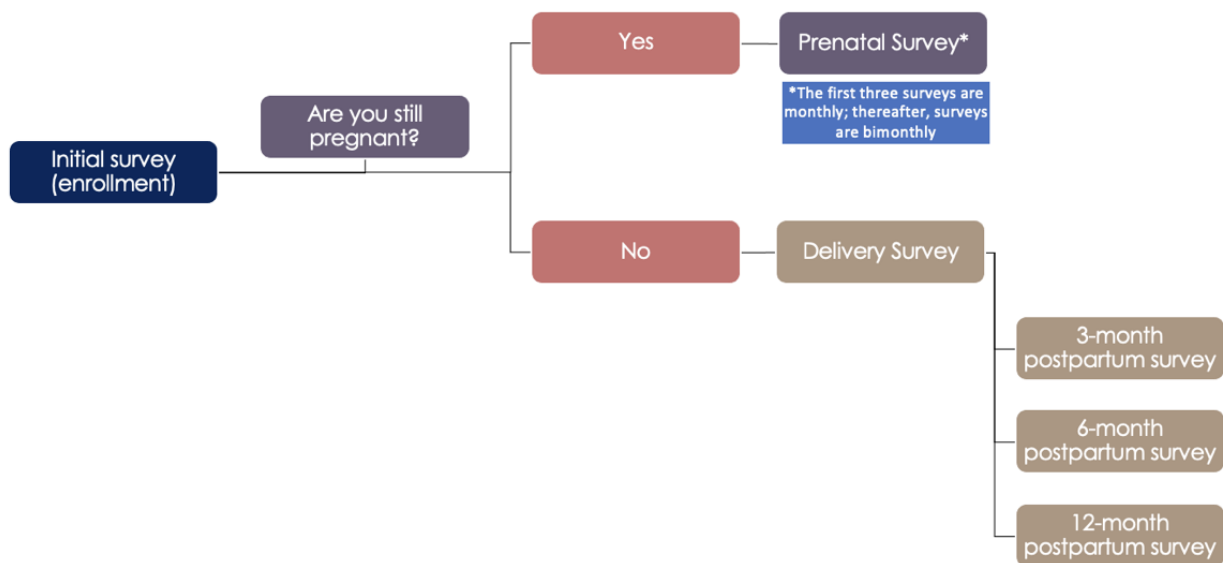 Initial survey
(enrollment)
Are you still
pregnant?
Yes
Prenatal Survey*
*The first three surveys are
monthly; thereafter, surveys
are bimonthly
No
Delivery Survey
3-month
postpartum survey
6-month
postpartum survey
12-month
postpartum survey